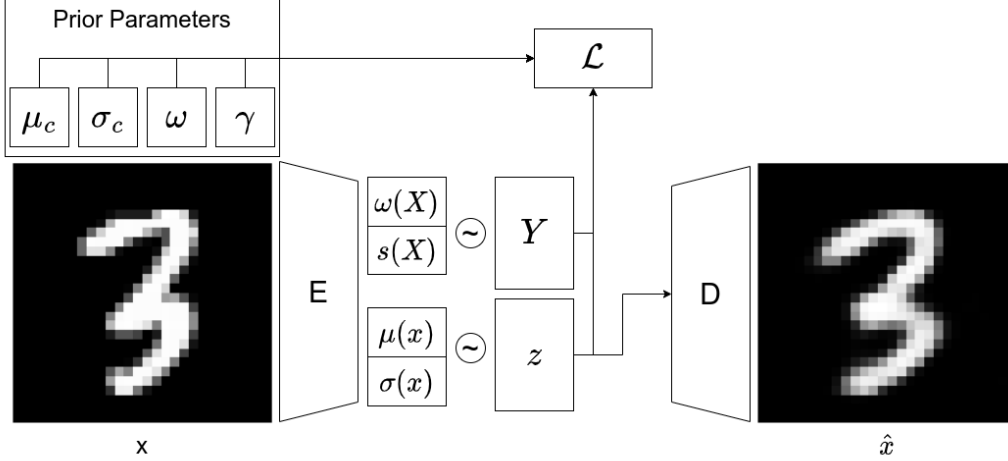 Prior Parameters
μ_c σ_c ω γ
ℒ
ω(X)
s(X)
~
Y
E
μ(x)
σ(x)
~
z
D
x
x̂